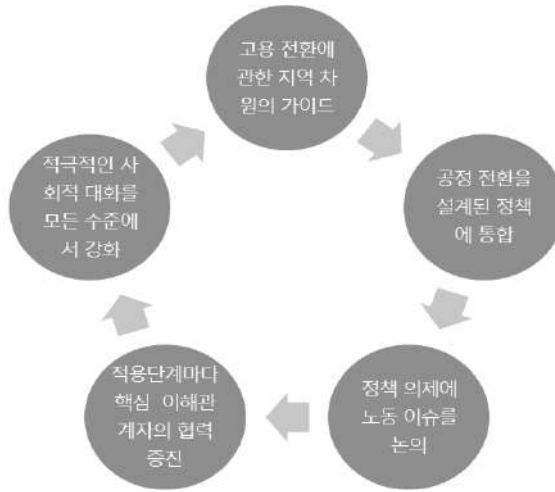 고용 전환에
관한 지역 차
원의 가이드
공정 전환을
설계된 정책
에 통합
정책 의제에
노동 이슈를
논의
적용단계마다
핵심 이해관
계자의 협력
증진
적극적인 사
회적 대화를
모든 수준에
서 강화